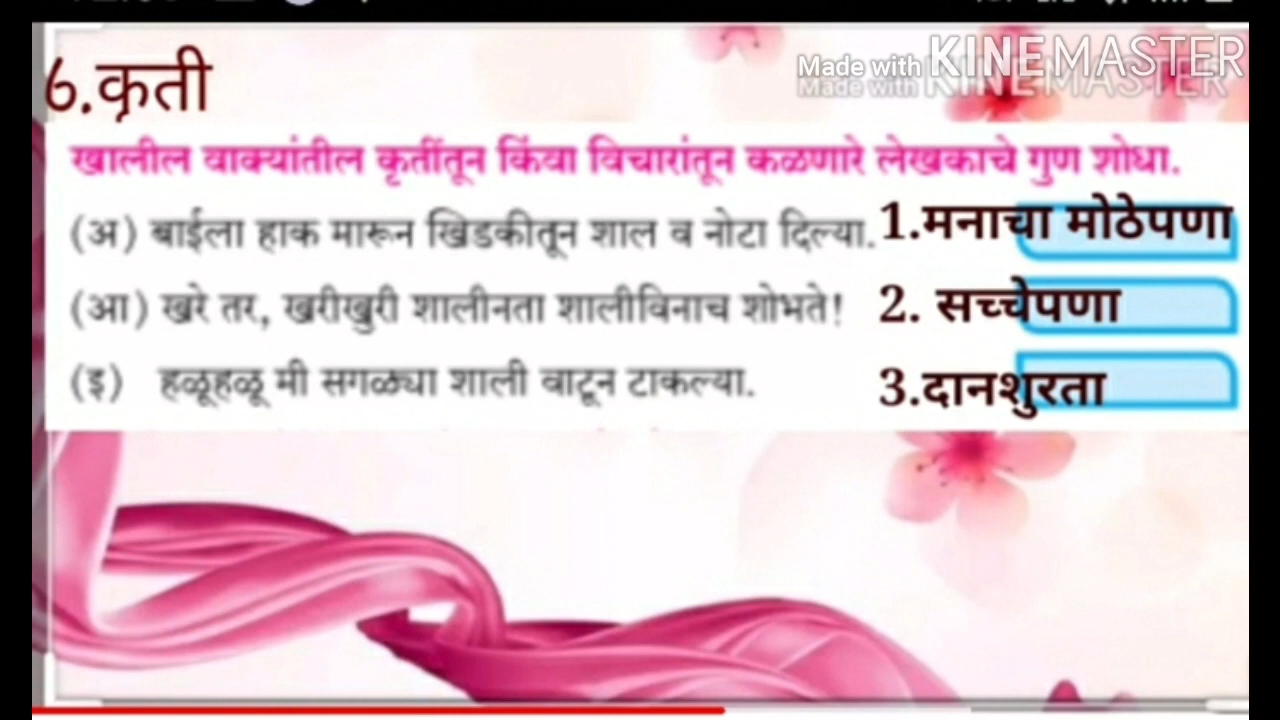 6.कृती
Made with KINEMASTER
खालील वाक्यांतील कृतींतून किंवा विचारांतून कळणारे लेखकाचे गुण शोधा.
(अ) बाईला हाक मारून खिडकीतून शाल व नोटा दिल्या. 1.मनाचा मोठेपणा
(आ) खरे तर, खरीखुरी शालीनता शालीविनाच शोभते! 2. सच्चेपणा
(इ) हळूहळू मी सगळ्या शाली वाटून टाकल्या. 3.दानशुरता